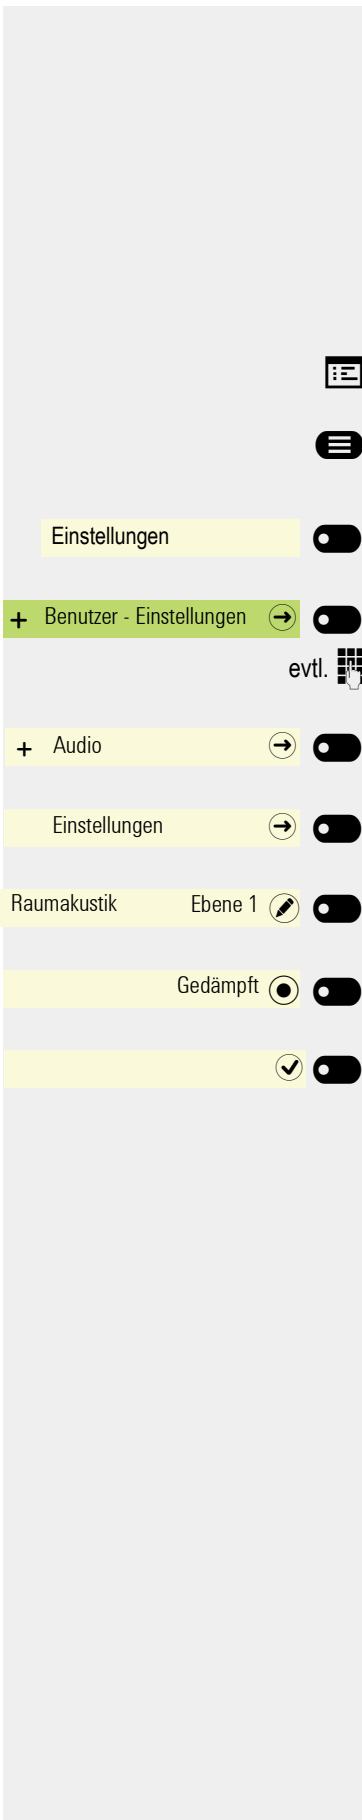 Einstellungen
+ Benutzer - Einstellungen
evtl.
+ Audio
Einstellungen
Raumakustik Ebene 1
Gedämpft